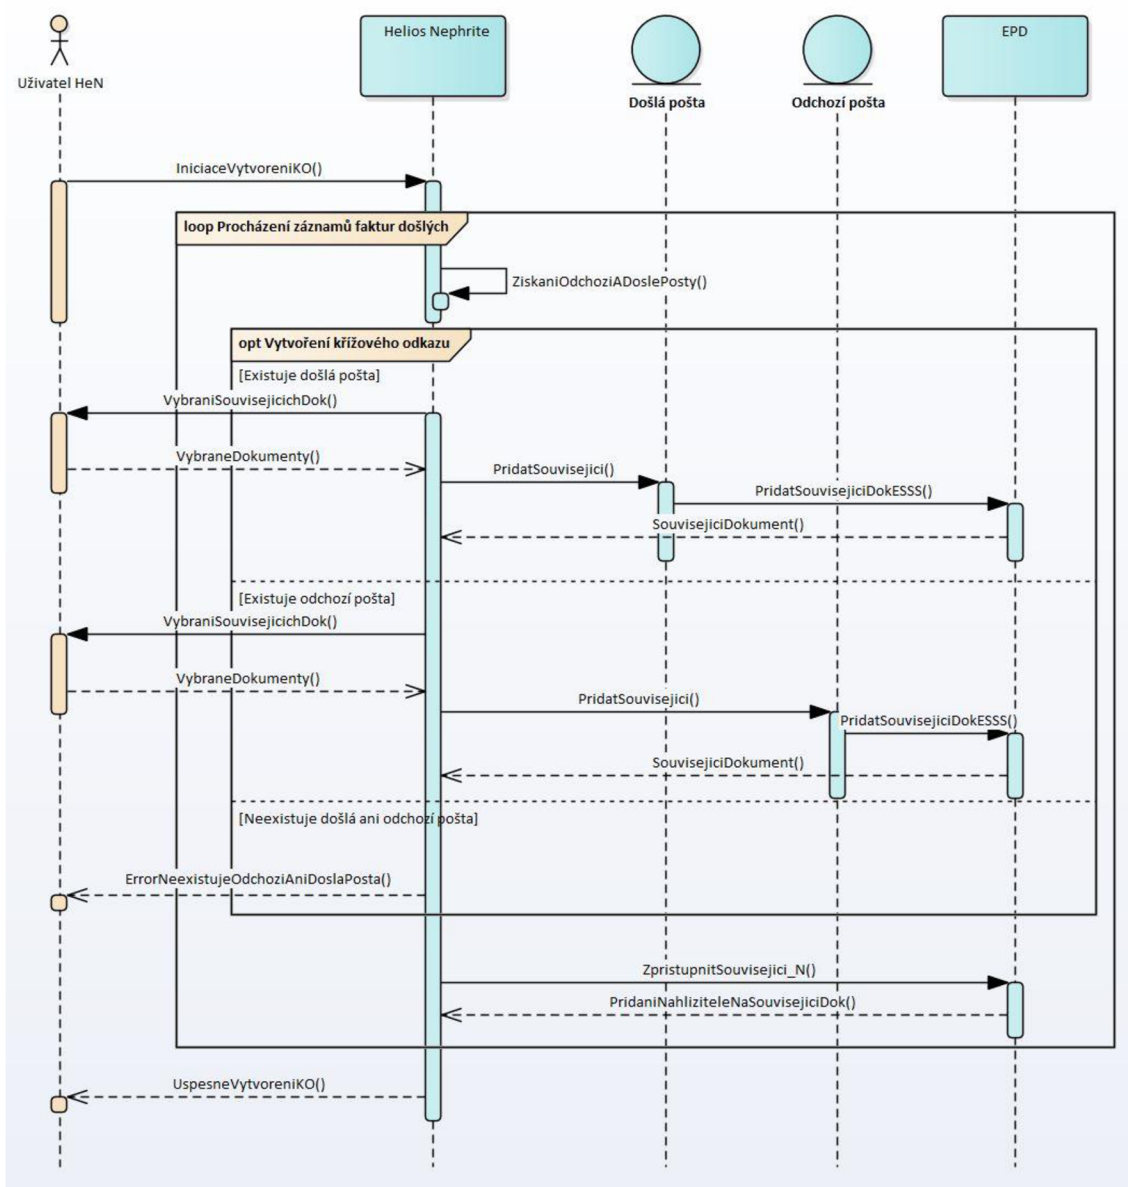 Uživatel HeN
Helios Nephrite
Došlá pošta
Odchozí pošta
EPD
IniciaceVytvoreniKO()
loop Procházení záznamů faktur došlých
ZiskaniOdchoziADoslePosty()
opt Vytvoření křížového odkazu
[Existuje došlá pošta]
VybraniSouvisejicichDok()
VybraneDokumenty()
PridatSouvisejici()
PridatSouvisejiciDokESSS()
SouvisejiciDokument()
[Existuje odchozí pošta]
VybraniSouvisejicichDok()
VybraneDokumenty()
PridatSouvisejici()
PridatSouvisejiciDokESSS()
SouvisejiciDokument()
[Neexistuje došlá ani odchozí pošta]
ErrorNeexistujeOdchoziAniDoslaPosta()
ZpristupnitSouvisejici_N()
PridaniNahliziteleNaSouvisejiciDok()
UspesneVytvoreniKO()